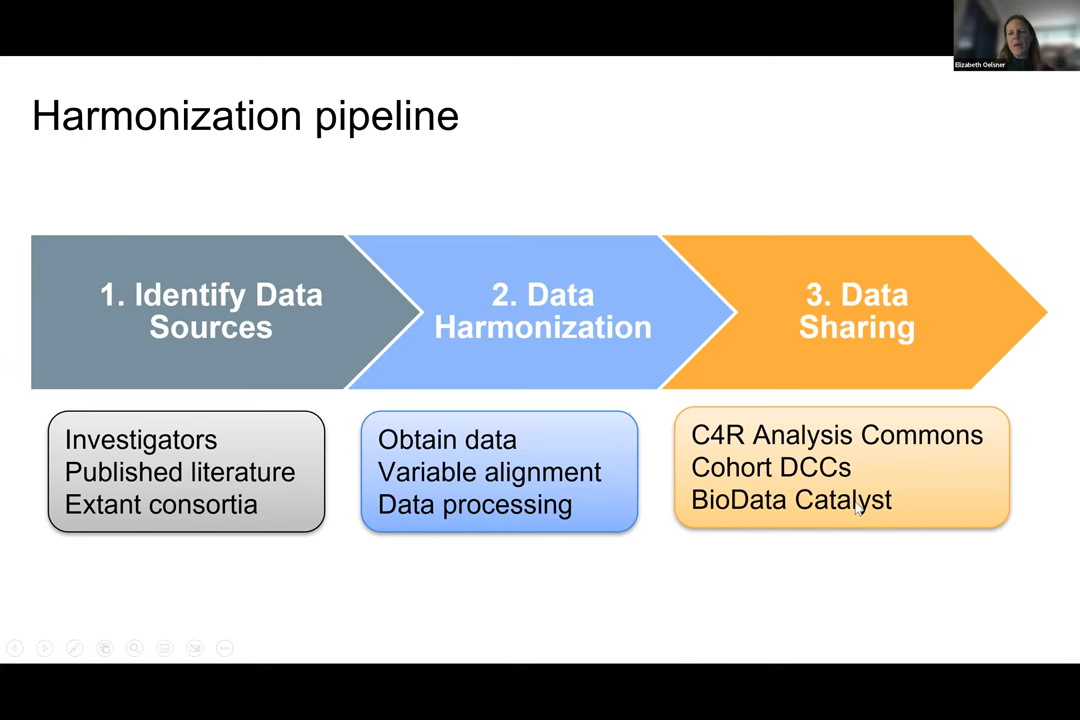 Elizabeth Oelsner
Harmonization pipeline
1. Identify Data
Sources
2. Data
Harmonization
3. Data
Sharing
Investigators
Published literature
Extant consortia
Obtain data
Variable alignment
Data processing
C4R Analysis Commons
Cohort DCCs
BioData Catalyst